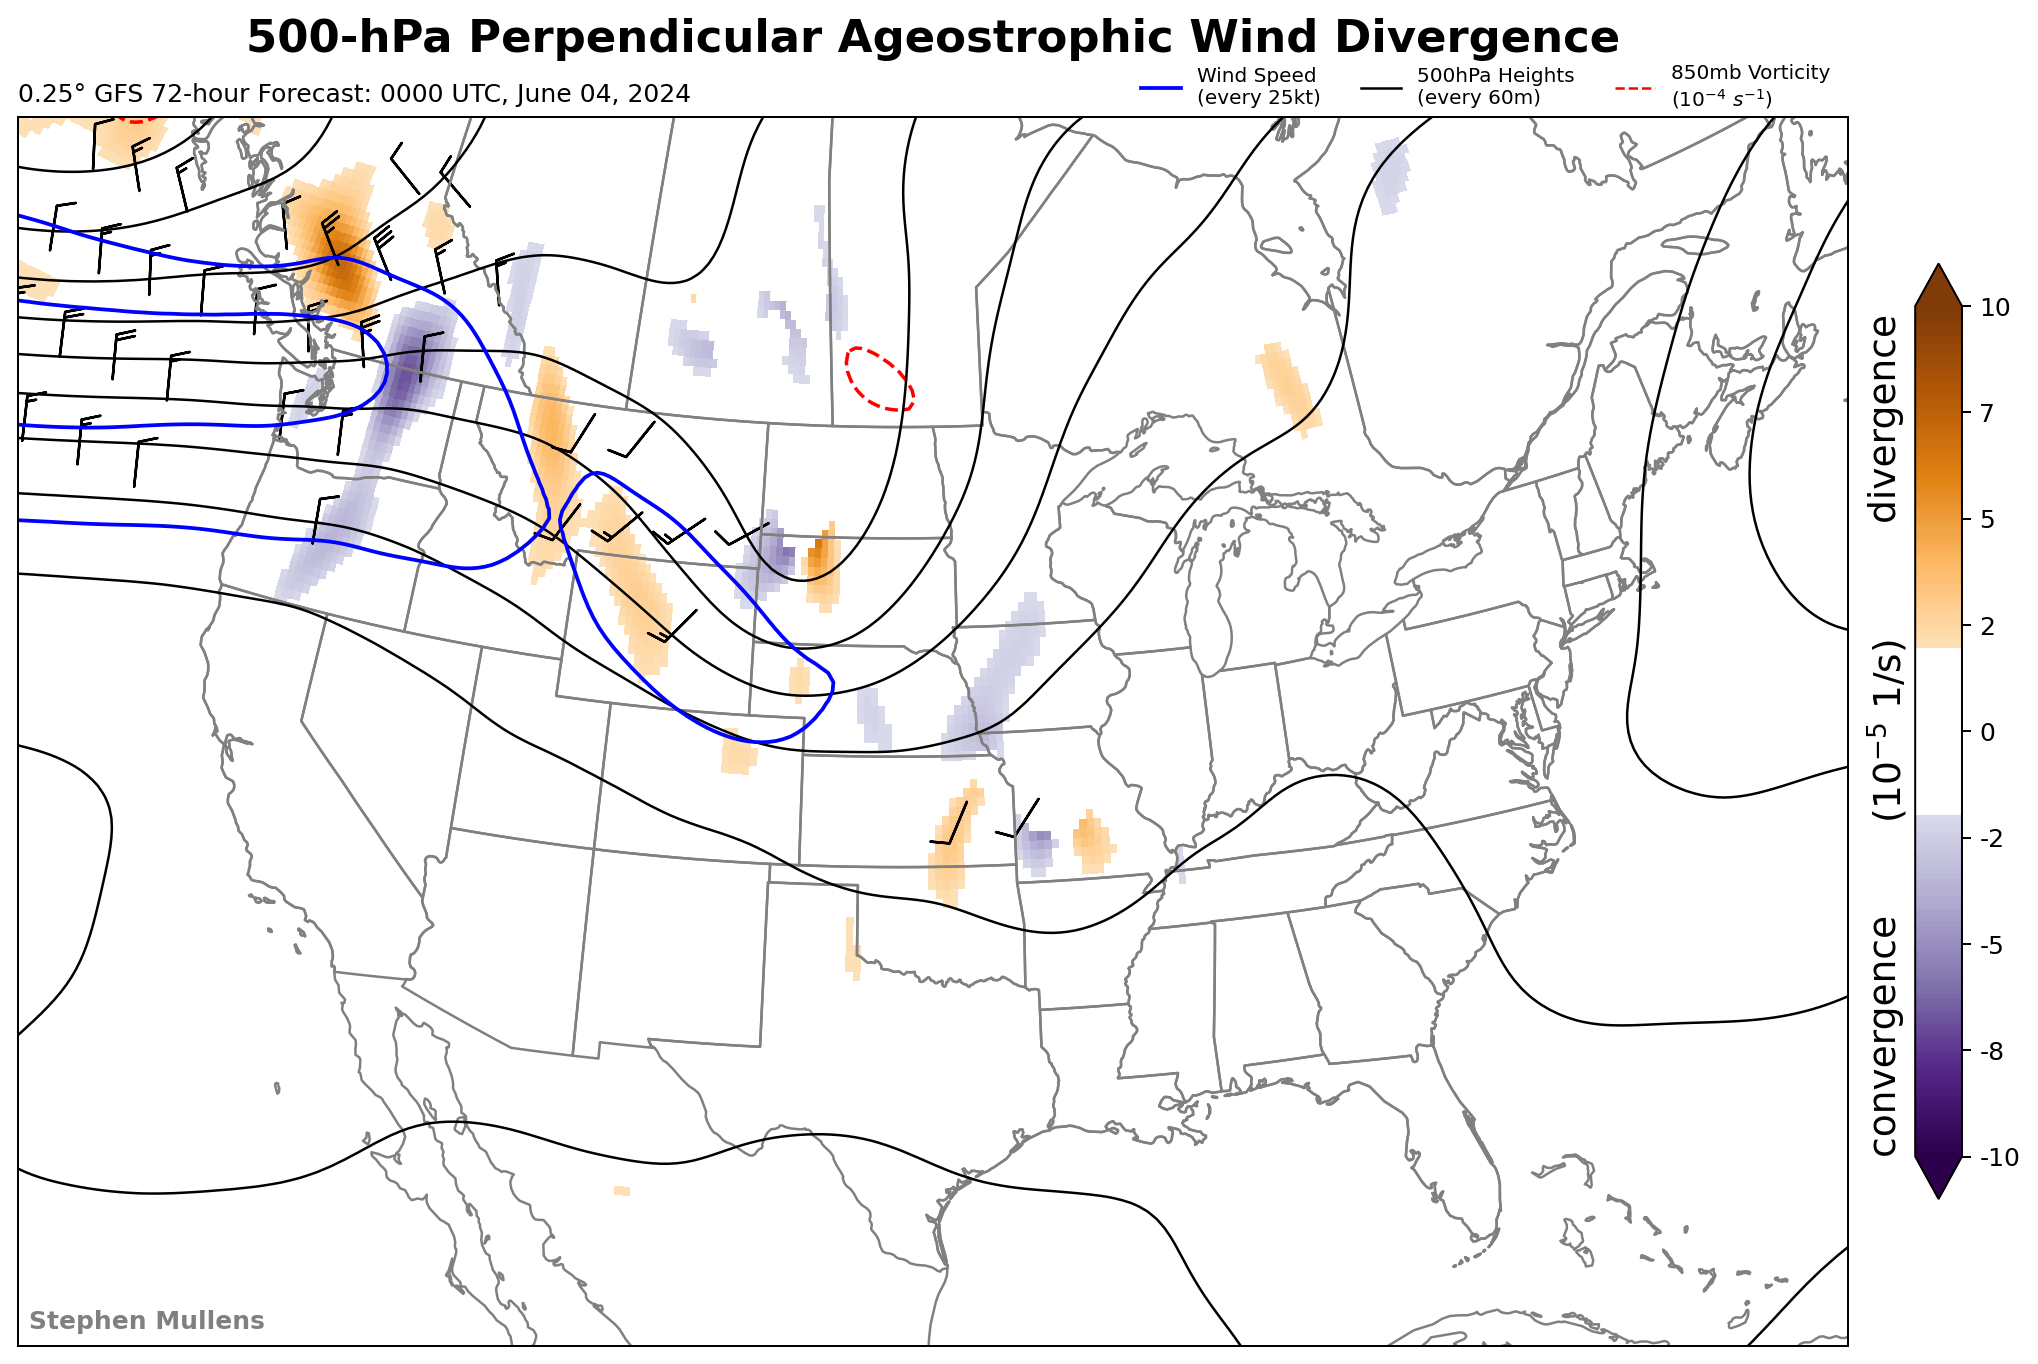 500-hPa Perpendicular Ageostrophic Wind Divergence
0.25° GFS 72-hour Forecast: 0000 UTC, June 04, 2024
Wind Speed
(every 25kt)
500hPa Heights
(every 60m)
850mb Vorticity
(10⁻⁴ s⁻¹)
10
7
5
2
0
-2
-5
-8
-10
convergence (10⁻⁵ 1/s) divergence
Stephen Mullens